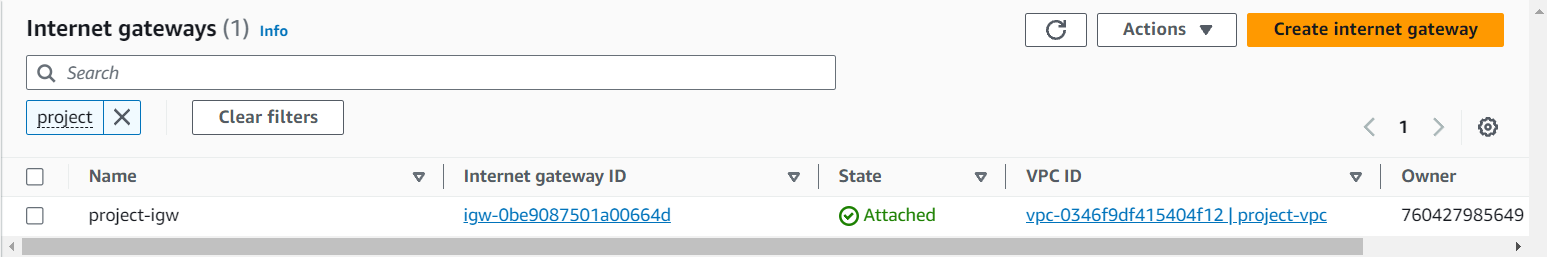 Internet gateways (1) Info
Actions
Create internet gateway
Search
project
Clear filters
1
Name Internet gateway ID State VPC ID Owner
project-igw igw-0be9087501a00664d Attached vpc-0346f9df415404f12 | project-vpc 760427985649